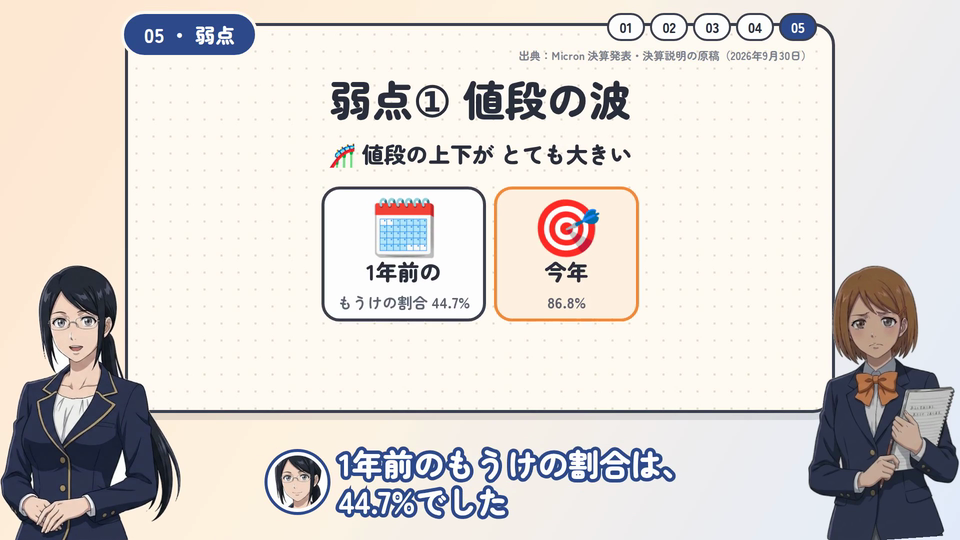 05 ・ 弱点
01 02 03 04 05
出典：Micron 決算発表・決算説明の原稿（2026年9月30日）
弱点① 値段の波
値段の上下が とても大きい
1年前の
もうけの割合 44.7%
今年
86.8%
1年前のもうけの割合は、
44.7%でした